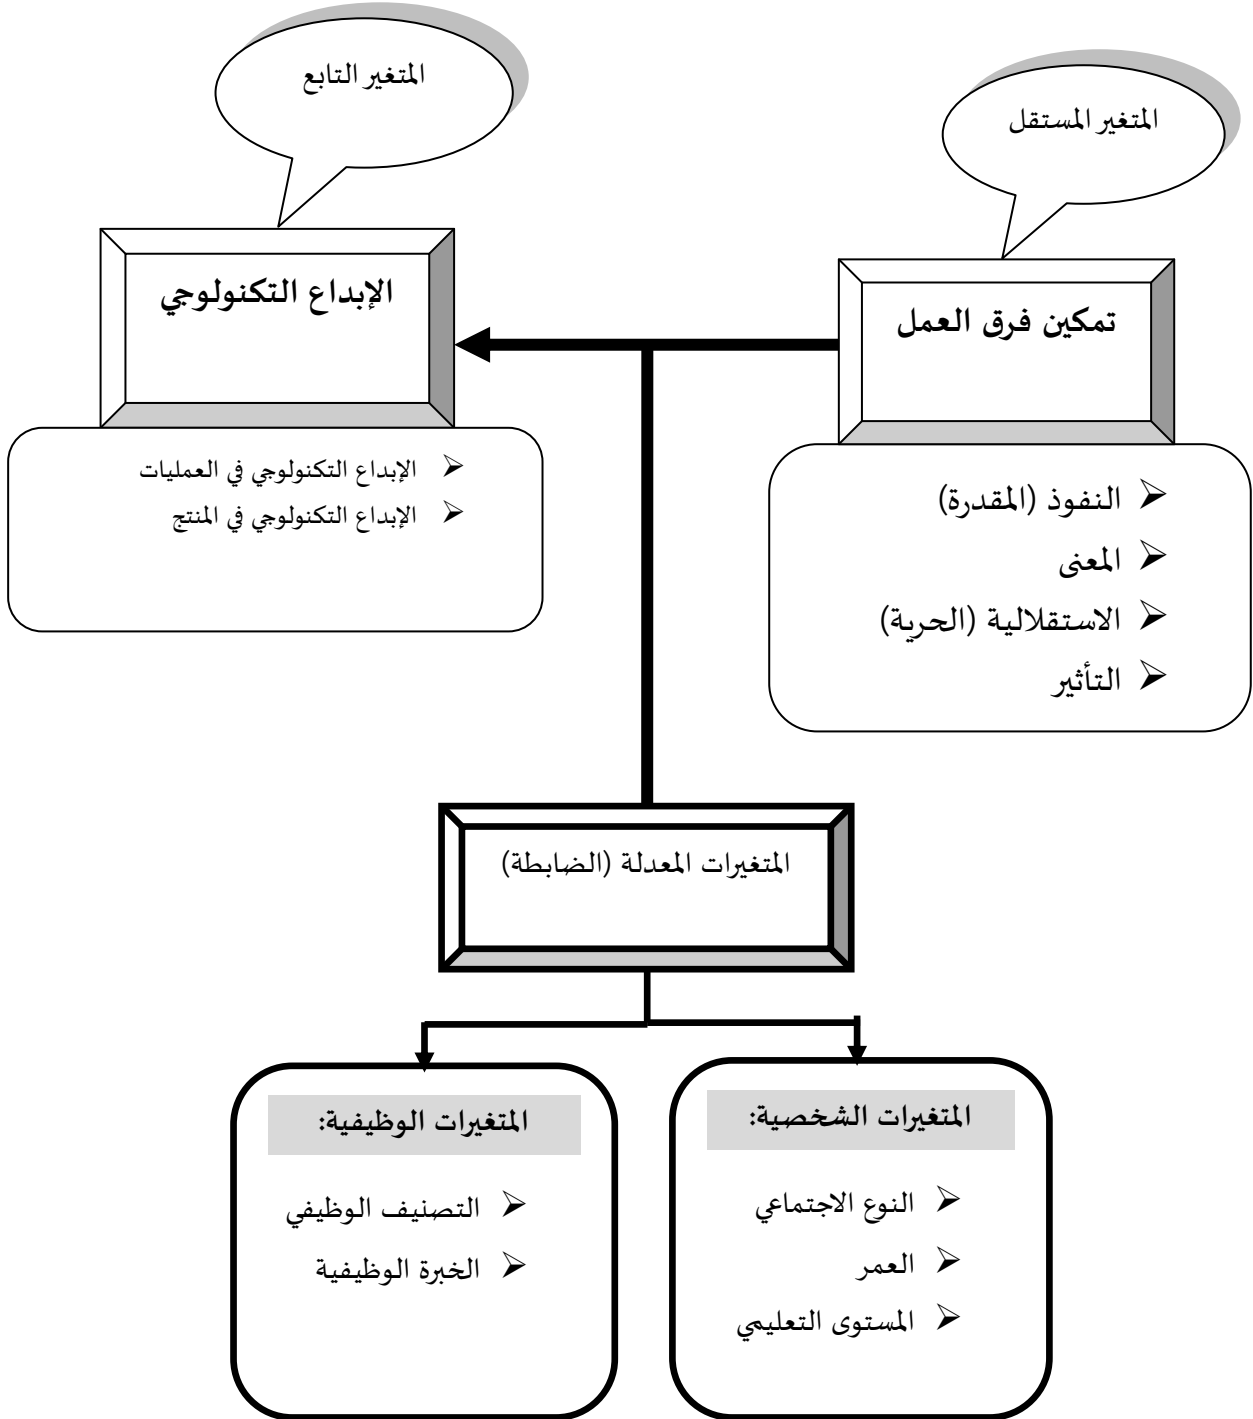 المتغير المستقل
تمكين فرق العمل
النفوذ (المقدرة)
المعنى
الاستقلالية (الحرية)
التأثير
المتغير التابع
الإبداع التكنولوجي
الإبداع التكنولوجي في العمليات
الإبداع التكنولوجي في المنتج
المتغيرات المعدلة (الضابطة)
المتغيرات الشخصية:
النوع الاجتماعي
العمر
المستوى التعليمي
المتغيرات الوظيفية:
التصنيف الوظيفي
الخبرة الوظيفية